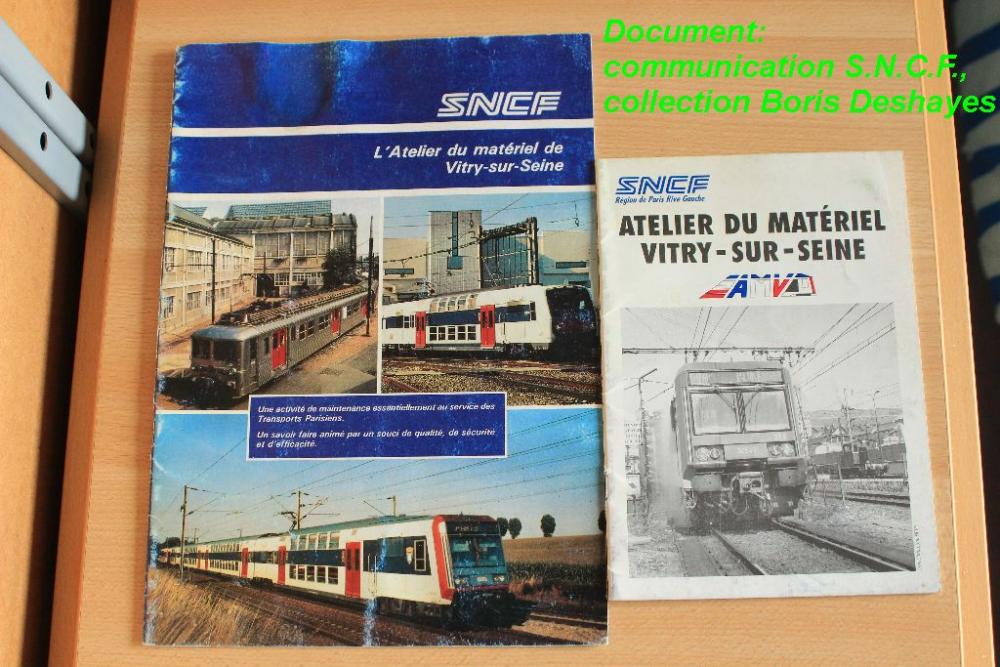 Document:
communication S.N.C.F.,
collection Boris Deshayes
SNCF
L'Atelier du matériel de
Vitry-sur-Seine
Une activité de maintenance essentiellement au service des
Transports Parisiens.
Un savoir faire animé par un souci de qualité, de sécurité
et d'efficacité.
SNCF
Région de Paris Rive Gauche
ATELIER DU MATÉRIEL
VITRY-SUR-SEINE
AMV